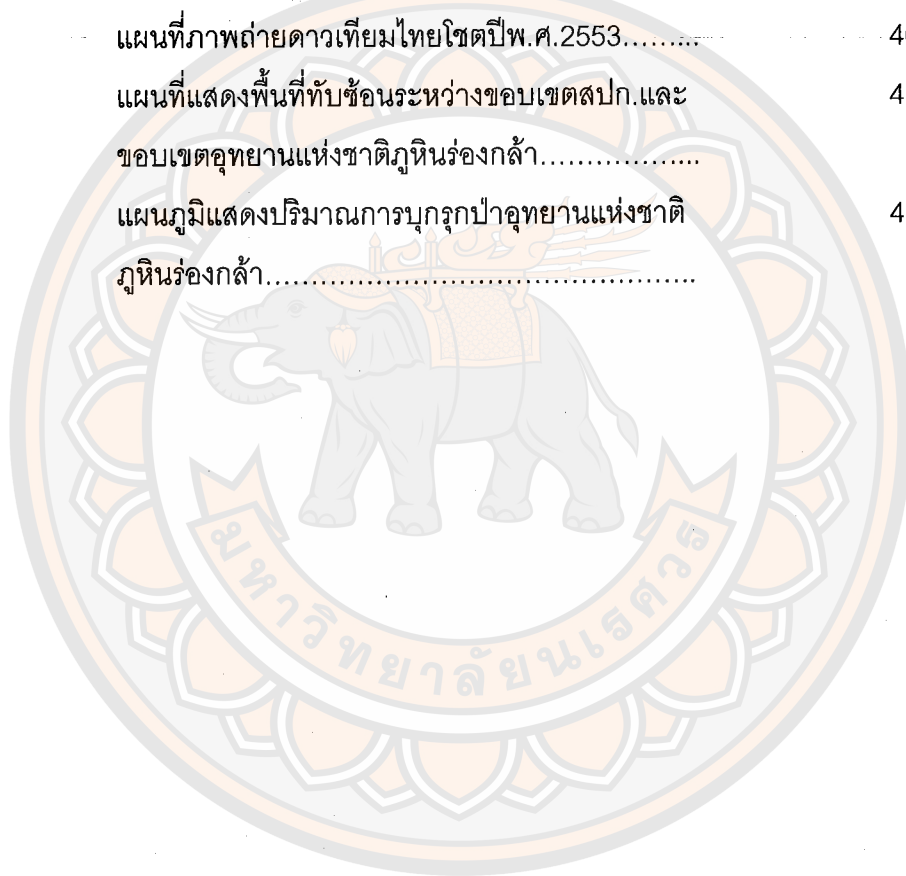 แผนที่ภาพถ่ายดาวเทียมไทยโชตปีพ.ศ.2553.........
แผนที่แสดงพื้นที่ทับซ้อนระหว่างขอบเขตสปก.และ 4
ขอบเขตอุทยานแห่งชาติภูหินร่องกล้า..................
แผนภูมิแสดงปริมาณการบุกรุกป่าอุทยานแห่งชาติ 4
ภูหินร่องกล้า................................................
มหาวิทยาลัยนเรศวร